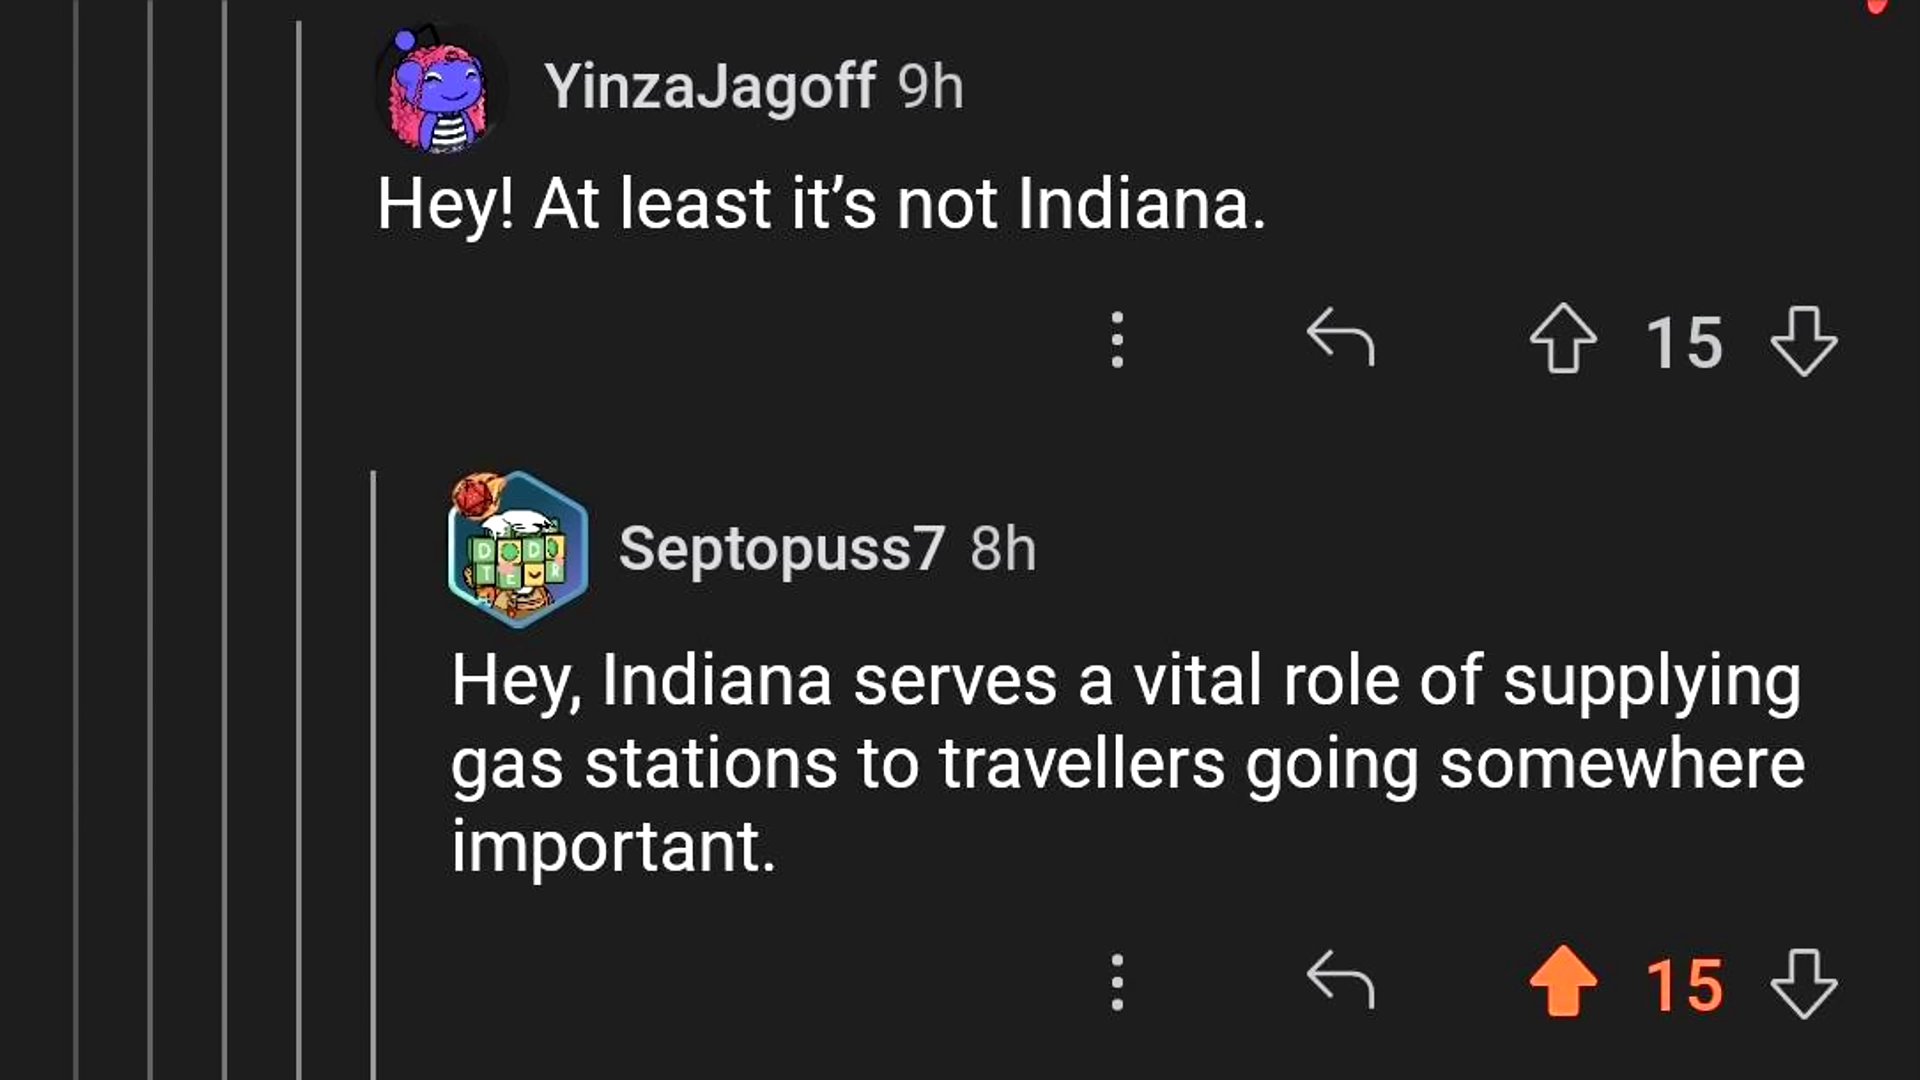 YinzaJagoff 9h
Hey! At least it’s not Indiana.
15
Septopuss7 8h
Hey, Indiana serves a vital role of supplying
gas stations to travellers going somewhere
important.
15